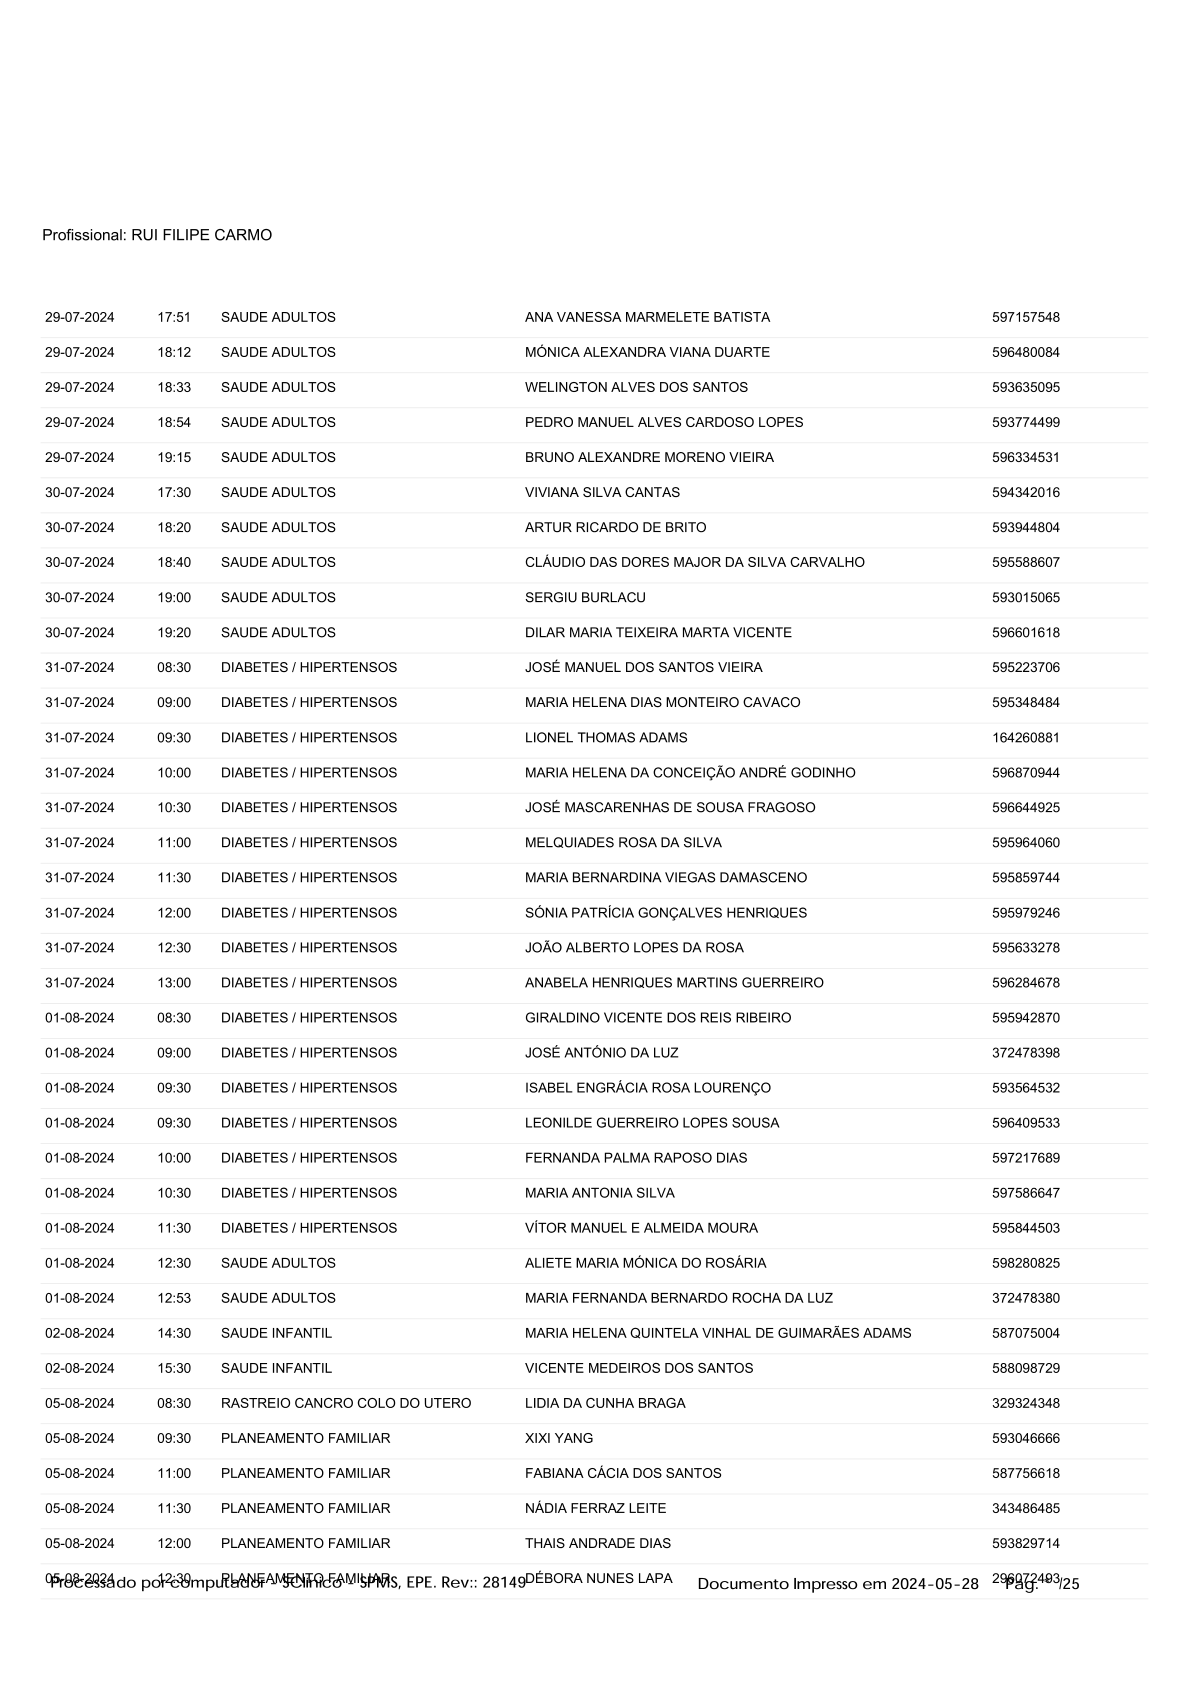 Profissional: RUI FILIPE CARMO
29-07-2024 17:51 SAUDE ADULTOS ANA VANESSA MARMELETE BATISTA 597157548
29-07-2024 18:12 SAUDE ADULTOS MÓNICA ALEXANDRA VIANA DUARTE 596480084
29-07-2024 18:33 SAUDE ADULTOS WELINGTON ALVES DOS SANTOS 593635095
29-07-2024 18:54 SAUDE ADULTOS PEDRO MANUEL ALVES CARDOSO LOPES 593774499
29-07-2024 19:15 SAUDE ADULTOS BRUNO ALEXANDRE MORENO VIEIRA 596334531
30-07-2024 17:30 SAUDE ADULTOS VIVIANA SILVA CANTAS 594342016
30-07-2024 18:20 SAUDE ADULTOS ARTUR RICARDO DE BRITO 593944804
30-07-2024 18:40 SAUDE ADULTOS CLÁUDIO DAS DORES MAJOR DA SILVA CARVALHO 595588607
30-07-2024 19:00 SAUDE ADULTOS SERGIU BURLACU 593015065
30-07-2024 19:20 SAUDE ADULTOS DILAR MARIA TEIXEIRA MARTA VICENTE 596601618
31-07-2024 08:30 DIABETES / HIPERTENSOS JOSÉ MANUEL DOS SANTOS VIEIRA 595223706
31-07-2024 09:00 DIABETES / HIPERTENSOS MARIA HELENA DIAS MONTEIRO CAVACO 595348484
31-07-2024 09:30 DIABETES / HIPERTENSOS LIONEL THOMAS ADAMS 164260881
31-07-2024 10:00 DIABETES / HIPERTENSOS MARIA HELENA DA CONCEIÇÃO ANDRÉ GODINHO 596870944
31-07-2024 10:30 DIABETES / HIPERTENSOS JOSÉ MASCARENHAS DE SOUSA FRAGOSO 596644925
31-07-2024 11:00 DIABETES / HIPERTENSOS MELQUIADES ROSA DA SILVA 595964060
31-07-2024 11:30 DIABETES / HIPERTENSOS MARIA BERNARDINA VIEGAS DAMASCENO 595859744
31-07-2024 12:00 DIABETES / HIPERTENSOS SÓNIA PATRÍCIA GONÇALVES HENRIQUES 595979246
31-07-2024 12:30 DIABETES / HIPERTENSOS JOÃO ALBERTO LOPES DA ROSA 595633278
31-07-2024 13:00 DIABETES / HIPERTENSOS ANABELA HENRIQUES MARTINS GUERREIRO 596284678
01-08-2024 08:30 DIABETES / HIPERTENSOS GIRALDINO VICENTE DOS REIS RIBEIRO 595942870
01-08-2024 09:00 DIABETES / HIPERTENSOS JOSÉ ANTÓNIO DA LUZ 372478398
01-08-2024 09:30 DIABETES / HIPERTENSOS ISABEL ENGRÁCIA ROSA LOURENÇO 593564532
01-08-2024 09:30 DIABETES / HIPERTENSOS LEONILDE GUERREIRO LOPES SOUSA 596409533
01-08-2024 10:00 DIABETES / HIPERTENSOS FERNANDA PALMA RAPOSO DIAS 597217689
01-08-2024 10:30 DIABETES / HIPERTENSOS MARIA ANTONIA SILVA 597586647
01-08-2024 11:30 DIABETES / HIPERTENSOS VÍTOR MANUEL E ALMEIDA MOURA 595844503
01-08-2024 12:30 SAUDE ADULTOS ALIETE MARIA MÓNICA DO ROSÁRIA 598280825
01-08-2024 12:53 SAUDE ADULTOS MARIA FERNANDA BERNARDO ROCHA DA LUZ 372478380
02-08-2024 14:30 SAUDE INFANTIL MARIA HELENA QUINTELA VINHAL DE GUIMARÃES ADAMS 587075004
02-08-2024 15:30 SAUDE INFANTIL VICENTE MEDEIROS DOS SANTOS 588098729
05-08-2024 08:30 RASTREIO CANCRO COLO DO UTERO LIDIA DA CUNHA BRAGA 329324348
05-08-2024 09:30 PLANEAMENTO FAMILIAR XIXI YANG 593046666
05-08-2024 11:00 PLANEAMENTO FAMILIAR FABIANA CÁCIA DOS SANTOS 587756618
05-08-2024 11:30 PLANEAMENTO FAMILIAR NÁDIA FERRAZ LEITE 343486485
05-08-2024 12:00 PLANEAMENTO FAMILIAR THAIS ANDRADE DIAS 593829714
05-08-2024 12:30 PLANEAMENTO FAMILIAR DÉBORA NUNES LAPA
Processado por computador - SClínico - SPMS, EPE. Rev:: 28149 Documento Impresso em 2024-05-28 Pág. /25